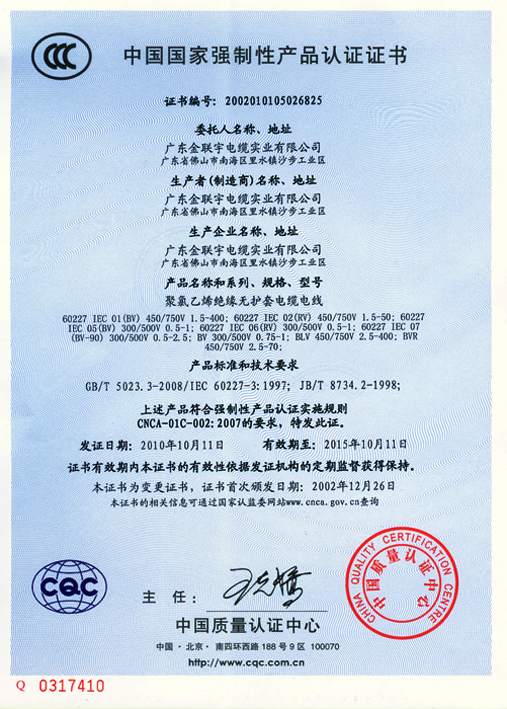 CCC
中国国家强制性产品认证证书
证书编号：2002010105026825
委托人名称、地址
广东金联宇电缆实业有限公司
广东省佛山市南海区里水镇沙步工业区
生产者(制造商)名称、地址
广东金联宇电缆实业有限公司
广东省佛山市南海区里水镇沙步工业区
生产企业名称、地址
广东金联宇电缆实业有限公司
广东省佛山市南海区里水镇沙步工业区
产品名称和系列、规格、型号
聚氯乙烯绝缘无护套电缆电线
60227 IEC 01(BV) 450/750V 1.5-400; 60227 IEC 02(RV) 450/750V 1.5-50; 60227
IEC 05(BV) 300/500V 0.5-1; 60227 IEC 06(RV) 300/500V 0.5-1; 60227 IEC 07
(BV-90) 300/500V 0.5-2.5; BV 300/500V 0.75-1; BLV 450/750V 2.5-400; BVR
450/750V 2.5-70;
产品标准和技术要求
GB/T 5023.3-2008/IEC 60227-3:1997; JB/T 8734.2-1998;
上述产品符合强制性产品认证实施规则
CNCA-01C-002:2007的要求，特发此证。
发证日期：2010年10月11日 有效期至：2015年10月11日
证书有效期内本证书的有效性依据发证机构的定期监督获得保持。
本证书为变更证书，证书首次颁发日期：2002年12月26日
本证书的相关信息可通过国家认监委网站www.cnca.gov.cn查询
CQC
主任：
CHINA QUALITY CERTIFICATION CENTRE
中国质量认证中心
中国质量认证中心
中国·北京·南四环西路188号9区 100070
http://www.cqc.com.cn
Q 0317410